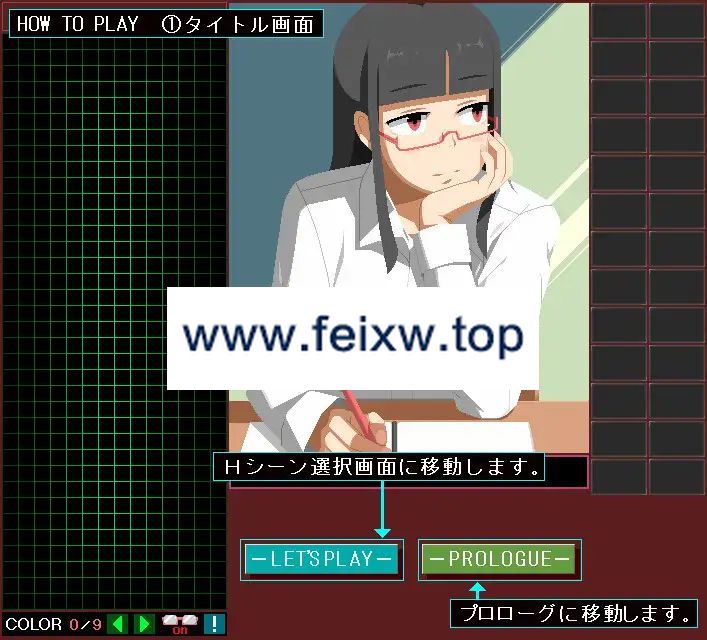 HOW TO PLAY ①タイトル画面
www.feixw.top
Hシーン選択画面に移動します。
－LET'S PLAY－
－PROLOGUE－
プロローグに移動します。
COLOR 0/9
on
!